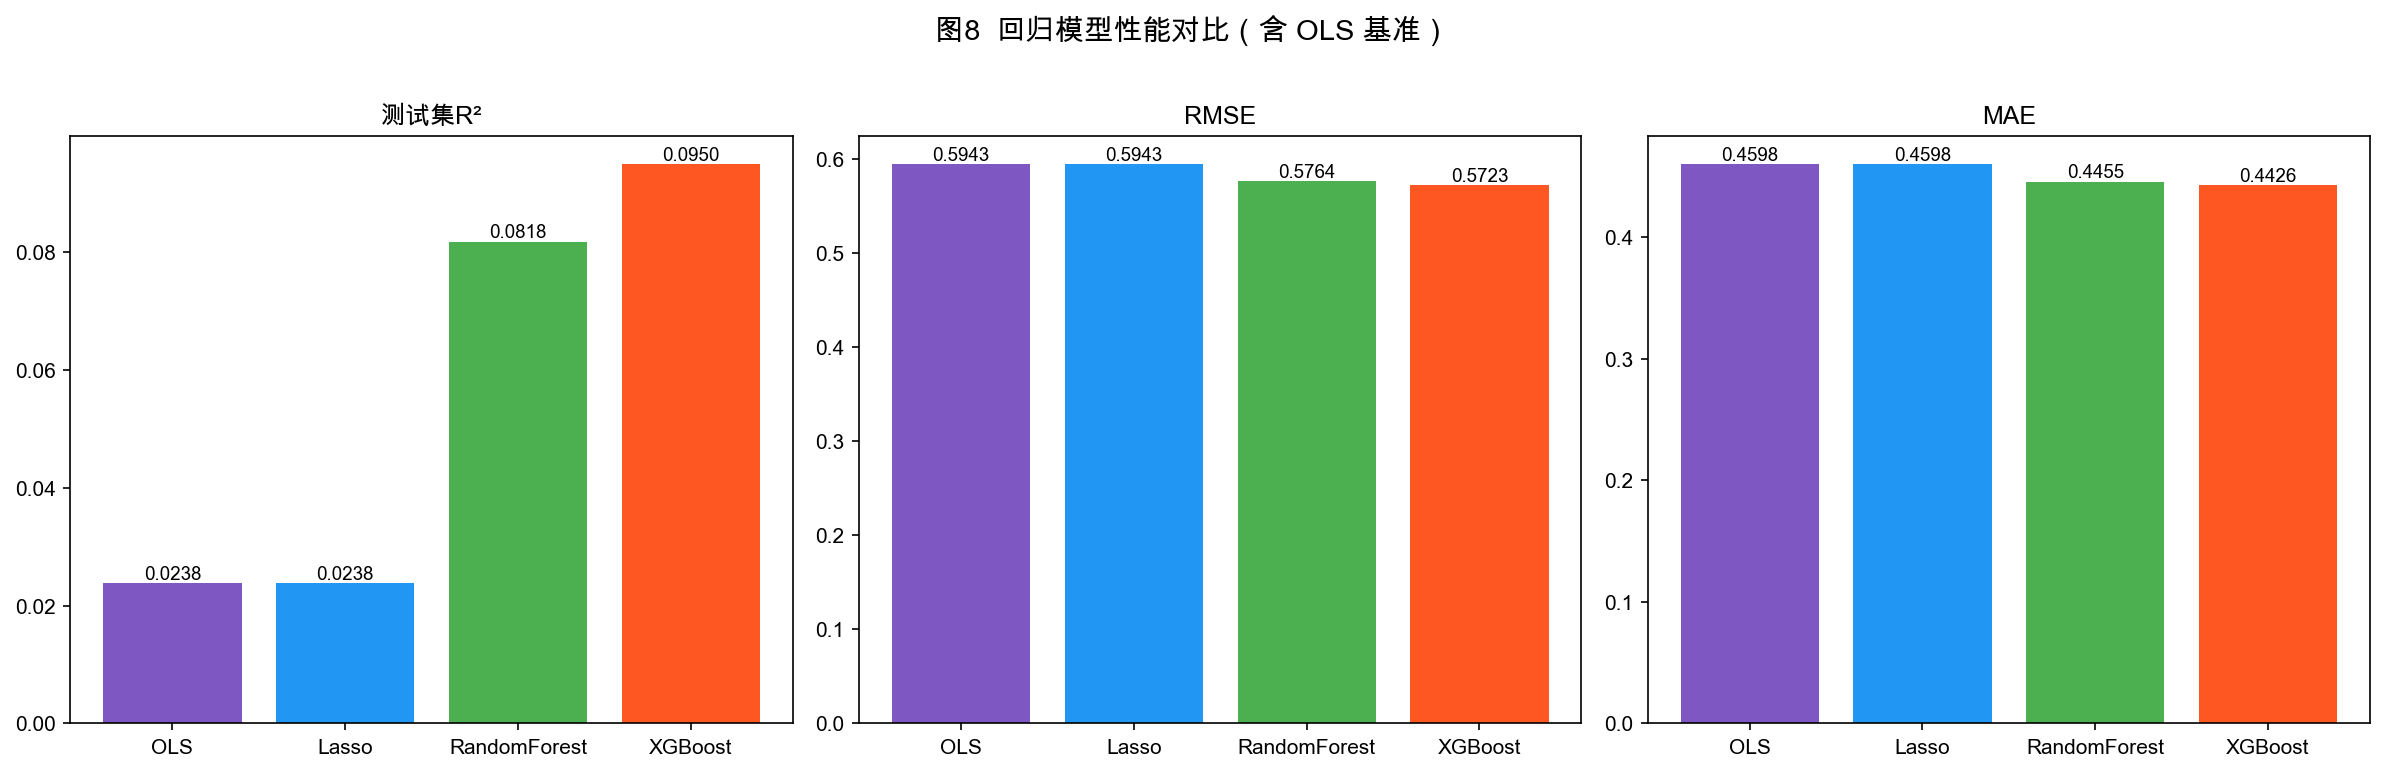 图8 回归模型性能对比（含 OLS 基准）
测试集R²
0.08
0.06
0.04
0.02
0.00
0.0238
0.0238
0.0818
0.0950
OLS
Lasso
RandomForest
XGBoost
RMSE
0.6
0.5
0.4
0.3
0.2
0.1
0.0
0.5943
0.5943
0.5764
0.5723
OLS
Lasso
RandomForest
XGBoost
MAE
0.4
0.3
0.2
0.1
0.0
0.4598
0.4598
0.4455
0.4426
OLS
Lasso
RandomForest
XGBoost